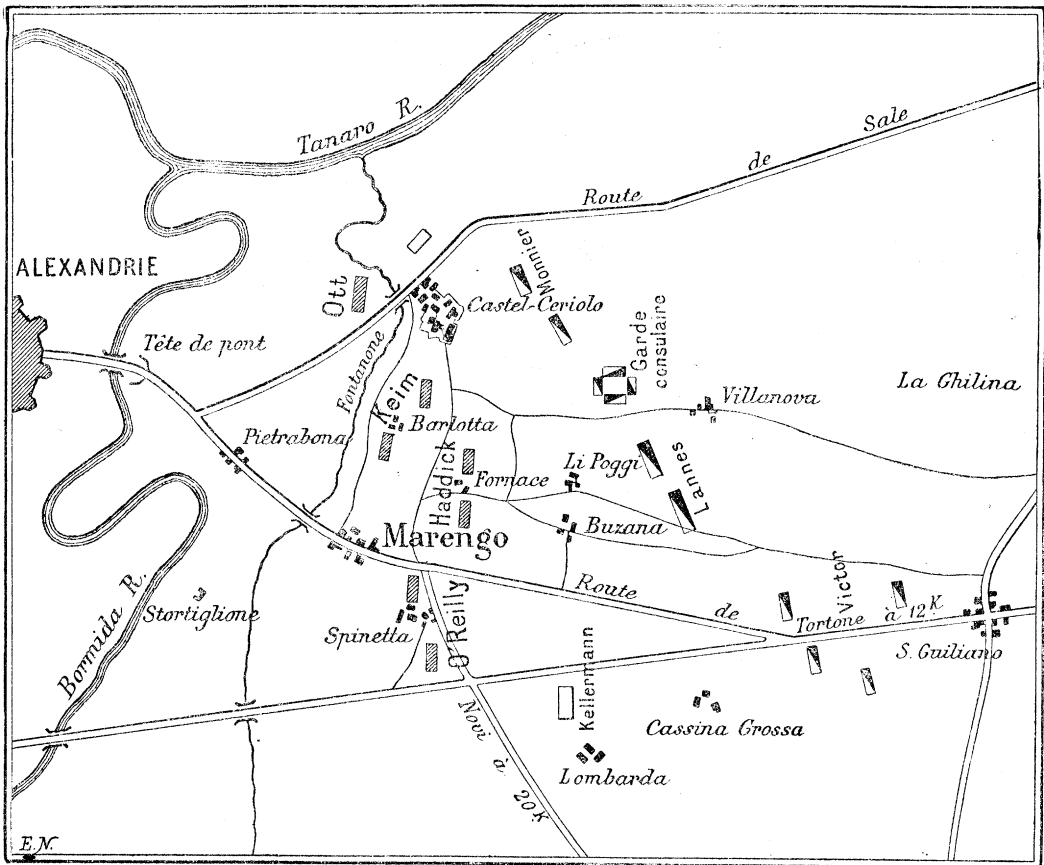 Tanaro R.
Route de Sale
ALEXANDRIE
Ott
Monnier
Castel-Ceriolo
Tête de pont
Fontanone
Garde
consulaire
La Ghilina
Villanova
Keim
Barlotta
Pietrabona
Haddick
Fornace
Li Poggi
Lannes
Buzana
Marengo
Bormida R.
Stortiglione
Spinetta
O'Reilly
Route de Tortone à 12 K
Victor
S. Guiliano
Kellermann
Novi à 20 K
Cassina Grossa
Lombarda
E.N.